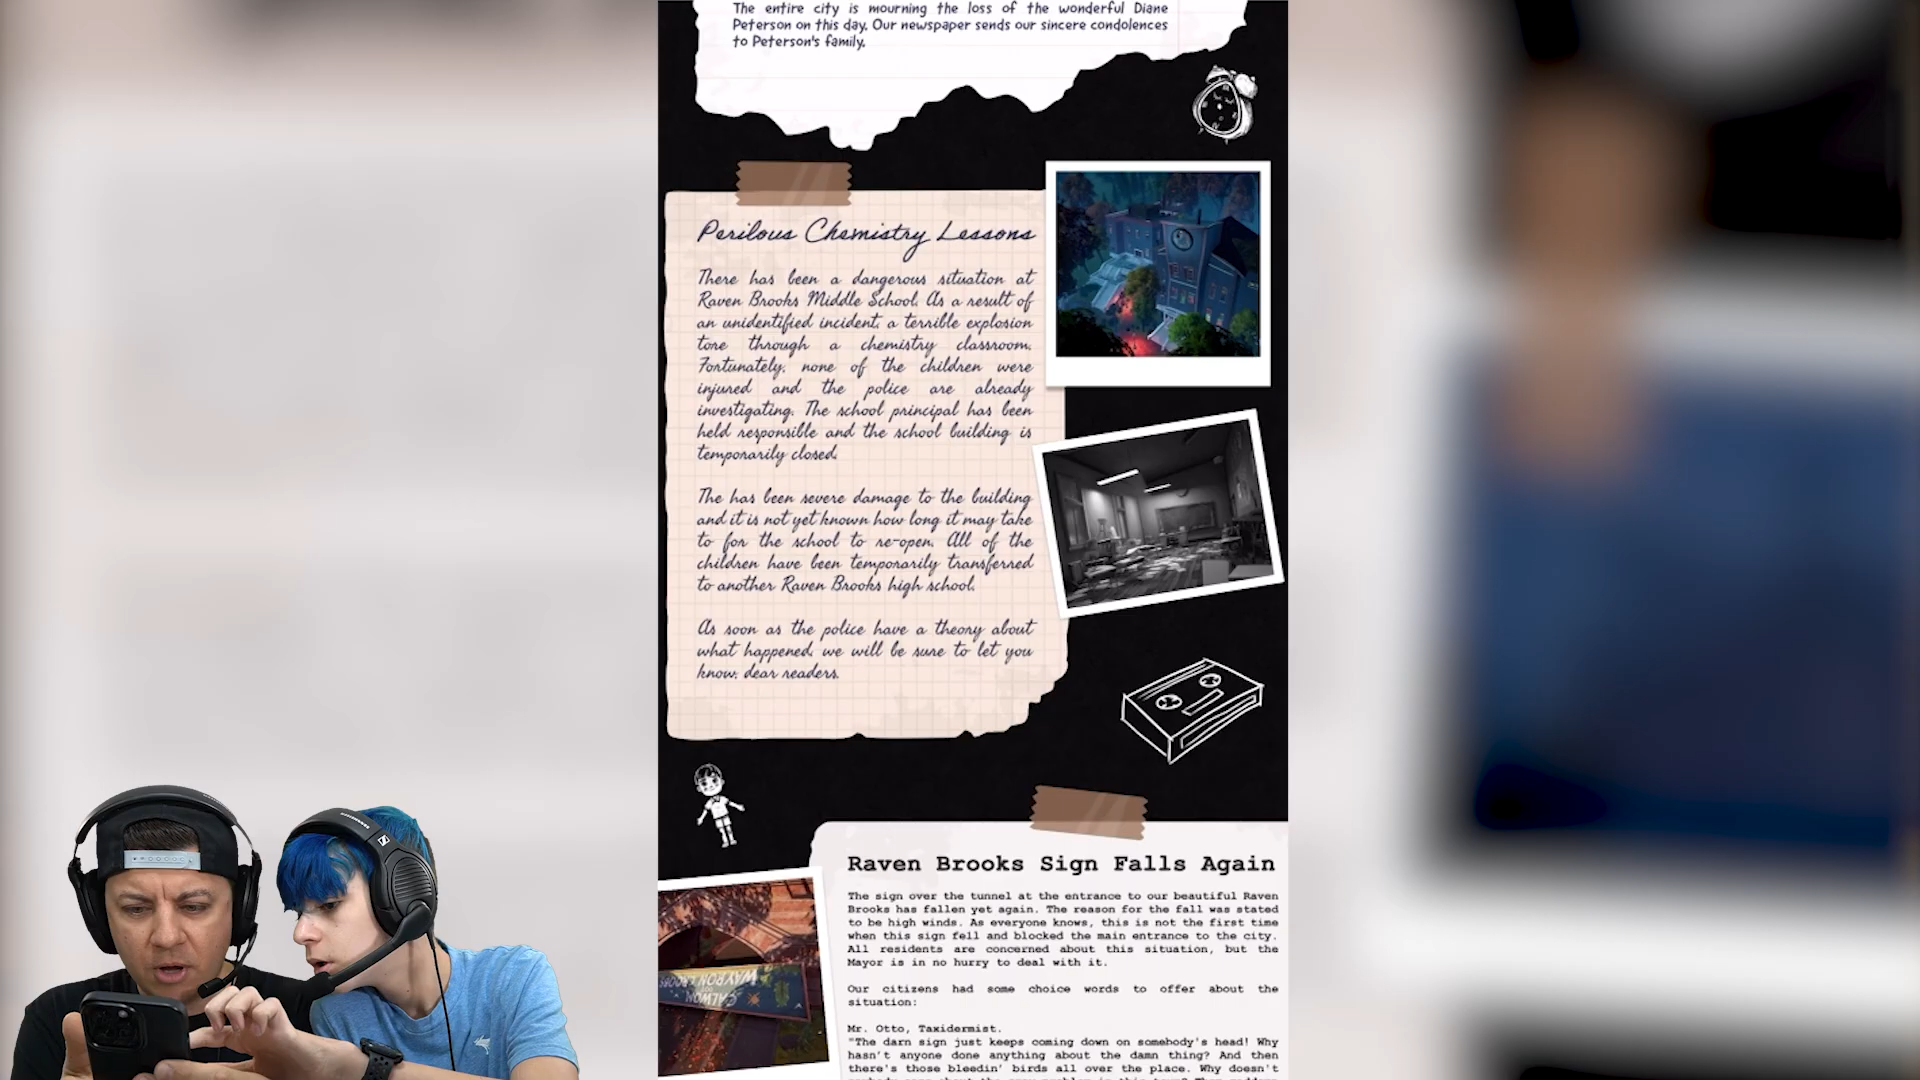 The entire city is mourning the loss of the wonderful Diane
Peterson on this day. Our newspaper sends our sincere condolences
to Peterson's family.
Perilous Chemistry Lessons
There has been a dangerous situation at
Raven Brooks Middle School. As a result of
an unidentified incident, a terrible explosion
tore through a chemistry classroom.
Fortunately, none of the children were
injured and the police are already
investigating. The school principal has been
held responsible and the school building is
temporarily closed.
The has been severe damage to the building
and it is not yet known how long it may take
to for the school to re-open. All of the
children have been temporarily transferred
to another Raven Brooks high school.
As soon as the police have a theory about
what happened, we will be sure to let you
know, dear readers.
Raven Brooks Sign Falls Again
The sign over the tunnel at the entrance to our beautiful Raven
Brooks has fallen yet again. The reason for the fall was stated
to be high winds. As everyone knows, this is not the first time
when this sign fell and blocked the main entrance to the city.
All residents are concerned about this situation, but the
Mayor is in no hurry to deal with it.
Our citizens had some choice words to offer about the
situation:
Mr. Otto, Taxidermist.
"The darn sign just keeps coming down on somebody's head! Why
hasn't anyone done anything about the damn thing? And then
there's those bleedin' birds all over the place. Why doesn't